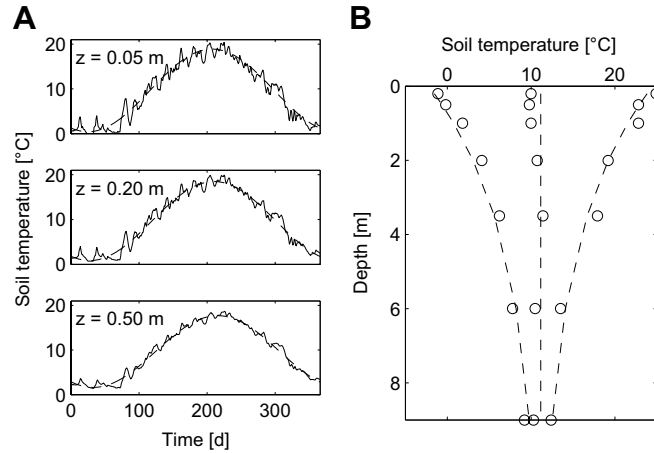 A
Soil temperature [°C]
20
z = 0.05 m
10
0
20
z = 0.20 m
10
0
20
z = 0.50 m
10
0
0 100 200 300
Time [d]
B
Soil temperature [°C]
0 10 20
Depth [m]
0
2
4
6
8